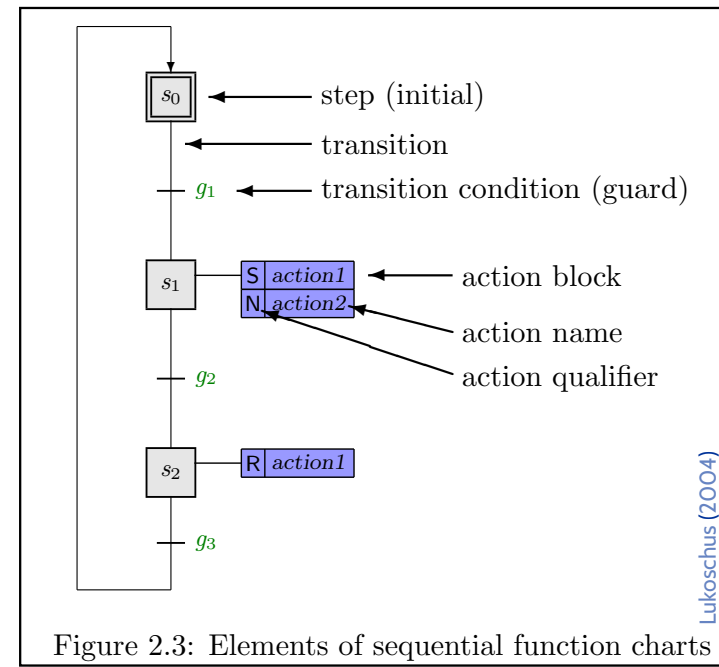 s₀
step (initial)
transition
g₁
transition condition (guard)
s₁
S action1
action block
N action2
action name
action qualifier
g₂
s₂
R action1
g₃
Lukoschus (2004)
Figure 2.3: Elements of sequential function charts